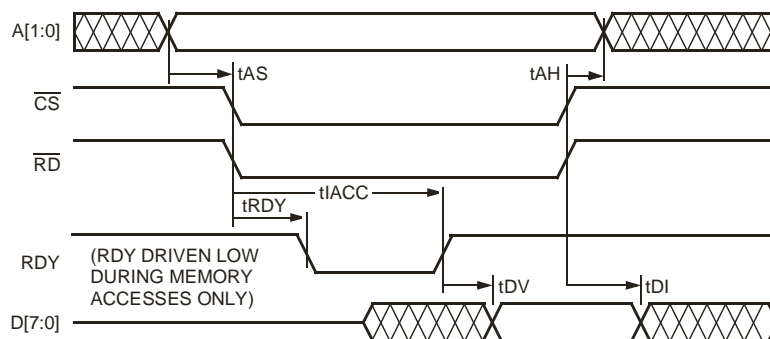 A[1:0]
tAS
tAH
CS
RD
tIACC
tRDY
RDY
(RDY DRIVEN LOW
DURING MEMORY
ACCESSES ONLY)
tDV
tDI
D[7:0]